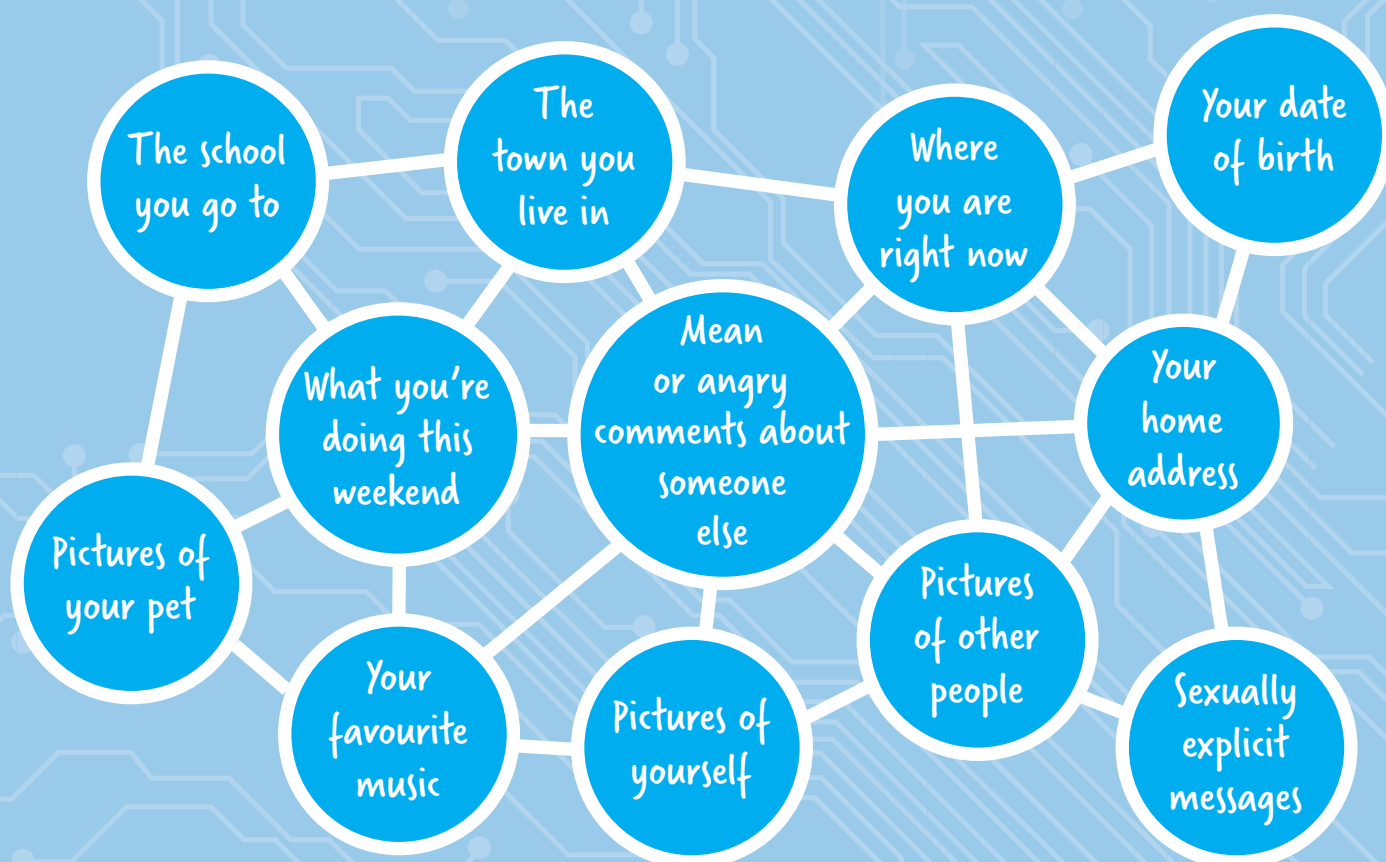 The school
you go to
The
town you
live in
Where
you are
right now
Your date
of birth
What you're
doing this
weekend
Mean
or angry
comments about
someone
else
Your
home
address
Pictures of
your pet
Your
favourite
music
Pictures of
yourself
Pictures
of other
people
Sexually
explicit
messages